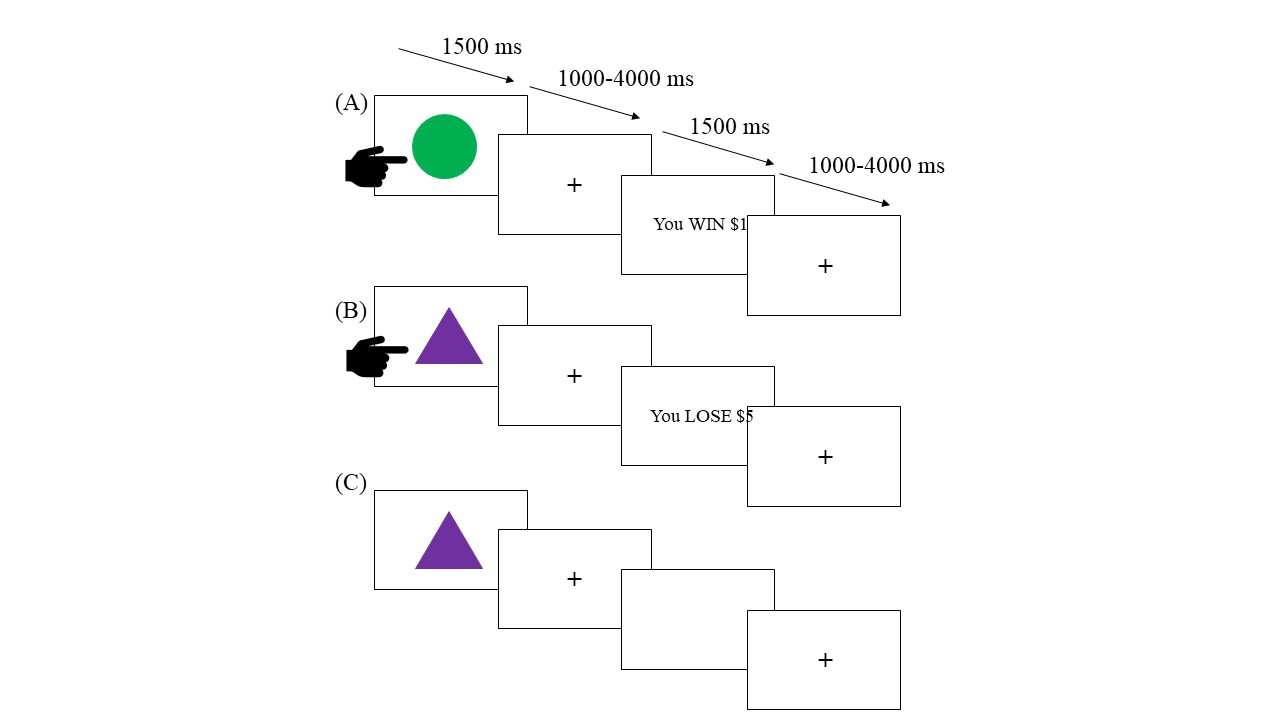 1500 ms
1000-4000 ms
1500 ms
1000-4000 ms
(A)
+
You WIN $1
+
(B)
+
You LOSE $5
+
(C)
+
+